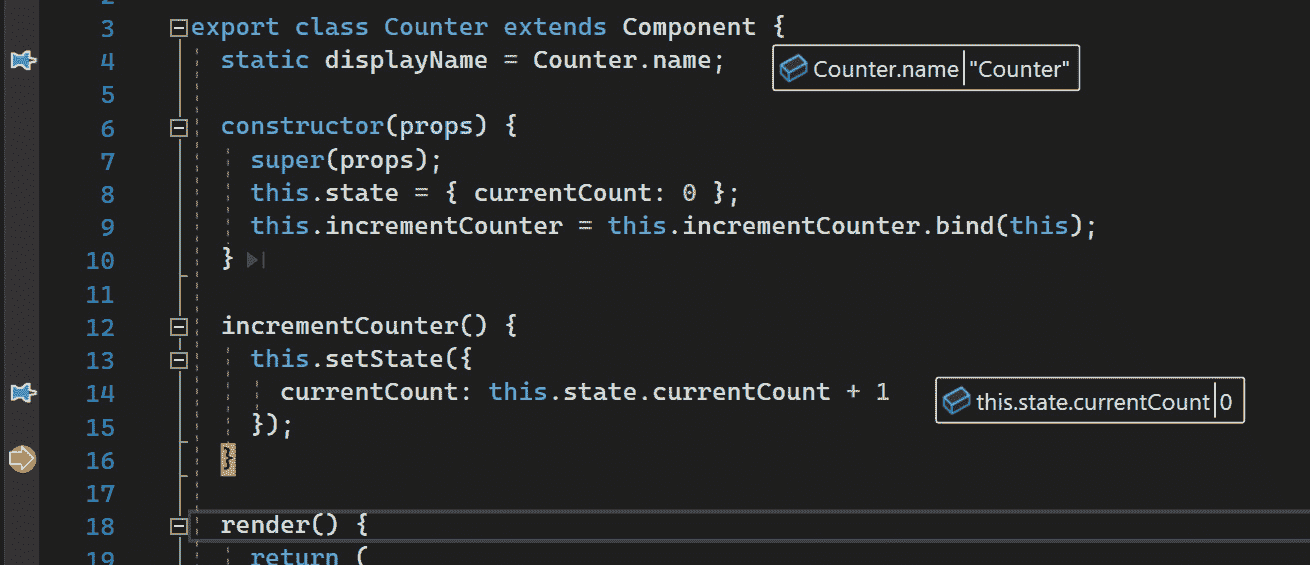 3 export class Counter extends Component {
4 static displayName = Counter.name; Counter.name "Counter"
5
6 constructor(props) {
7 super(props);
8 this.state = { currentCount: 0 };
9 this.incrementCounter = this.incrementCounter.bind(this);
10 }
11
12 incrementCounter() {
13 this.setState({
14 currentCount: this.state.currentCount + 1 this.state.currentCount 0
15 });
16 }
17
18 render() {
19 return (